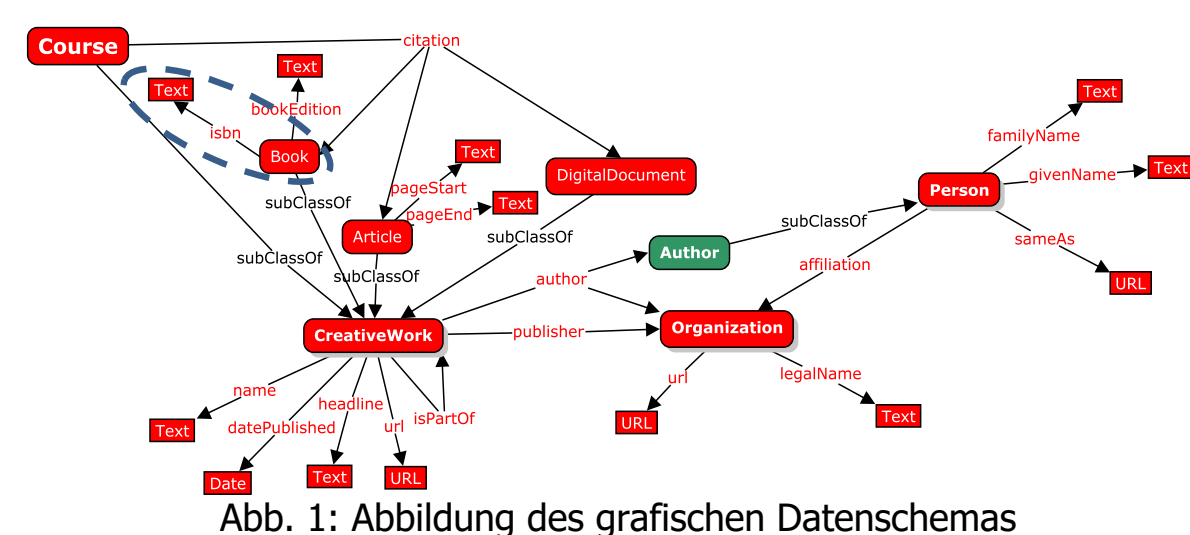 Course
citation
Text
Text
bookEdition
isbn
Book
Text
pageStart
Text
pageEnd
DigitalDocument
Article
subClassOf
subClassOf
subClassOf
subClassOf
Text
familyName
givenName
Text
Person
sameAs
URL
subClassOf
Author
affiliation
author
Organization
publisher
CreativeWork
name
Text
datePublished
Date
headline
Text
url
URL
isPartOf
url
URL
legalName
Text
Abb. 1: Abbildung des grafischen Datenschemas